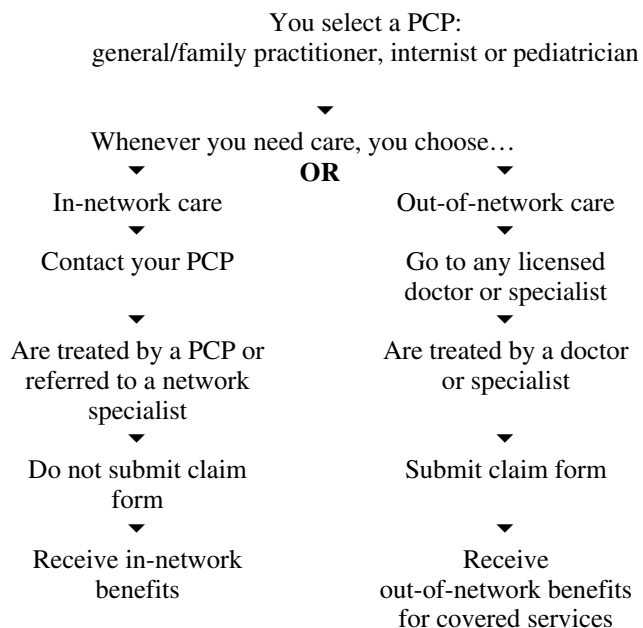 You select a PCP:
general/family practitioner, internist or pediatrician
Whenever you need care, you choose…
OR
In-network care
Contact your PCP
Are treated by a PCP or
referred to a network
specialist
Do not submit claim
form
Receive in-network
benefits
Out-of-network care
Go to any licensed
doctor or specialist
Are treated by a doctor
or specialist
Submit claim form
Receive
out-of-network benefits
for covered services